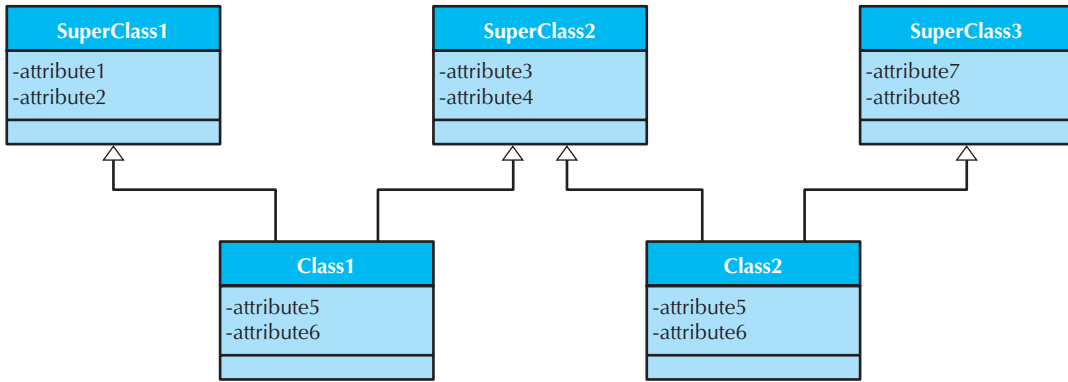 SuperClass1
-attribute1
-attribute2
SuperClass2
-attribute3
-attribute4
SuperClass3
-attribute7
-attribute8
Class1
-attribute5
-attribute6
Class2
-attribute5
-attribute6